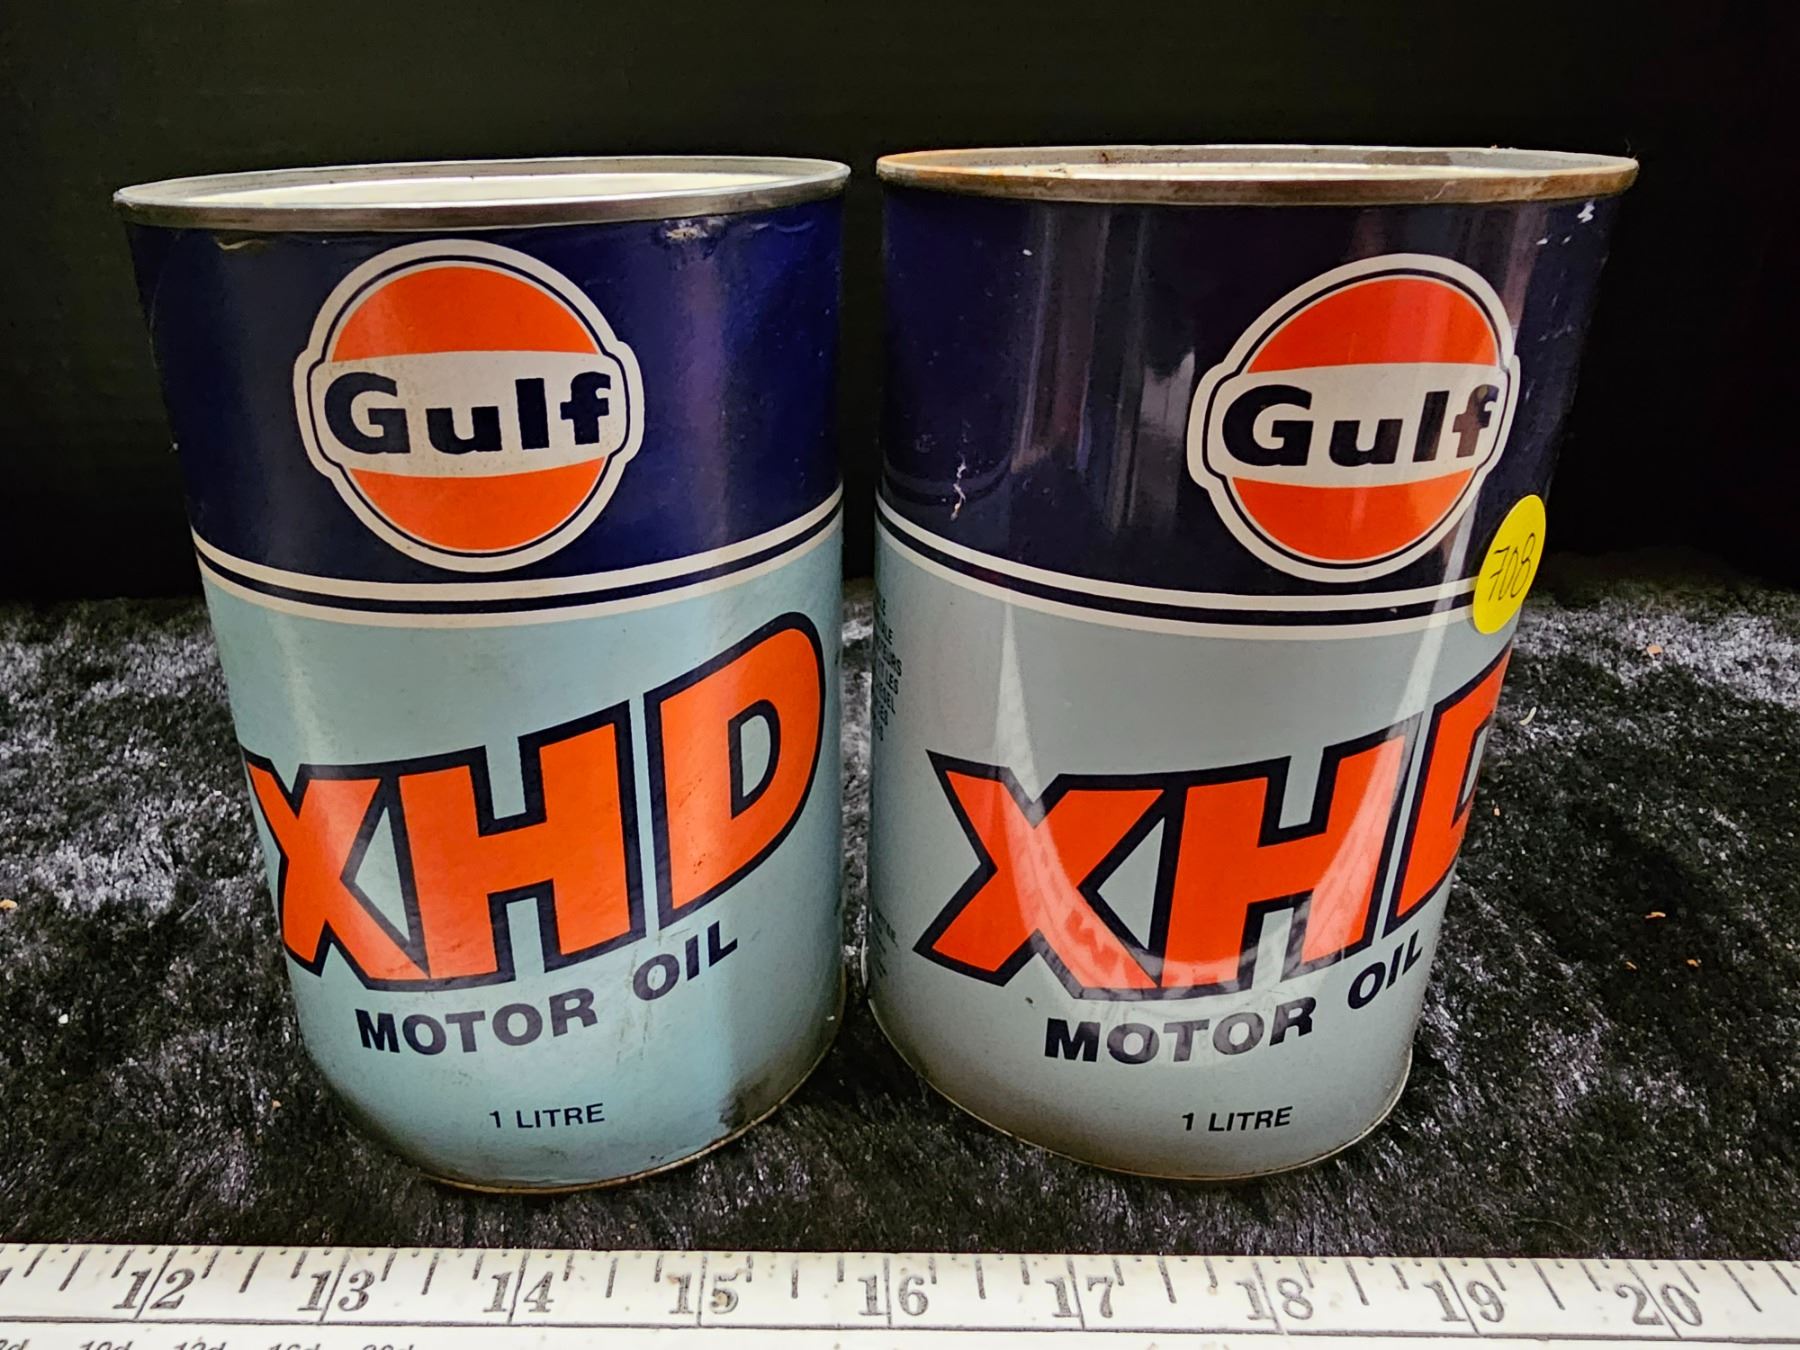 Gulf
XHD
MOTOR OIL
1 LITRE
Gulf
708
XHD
MOTOR OIL
1 LITRE
12 13 14 15 16 17 18 19 20